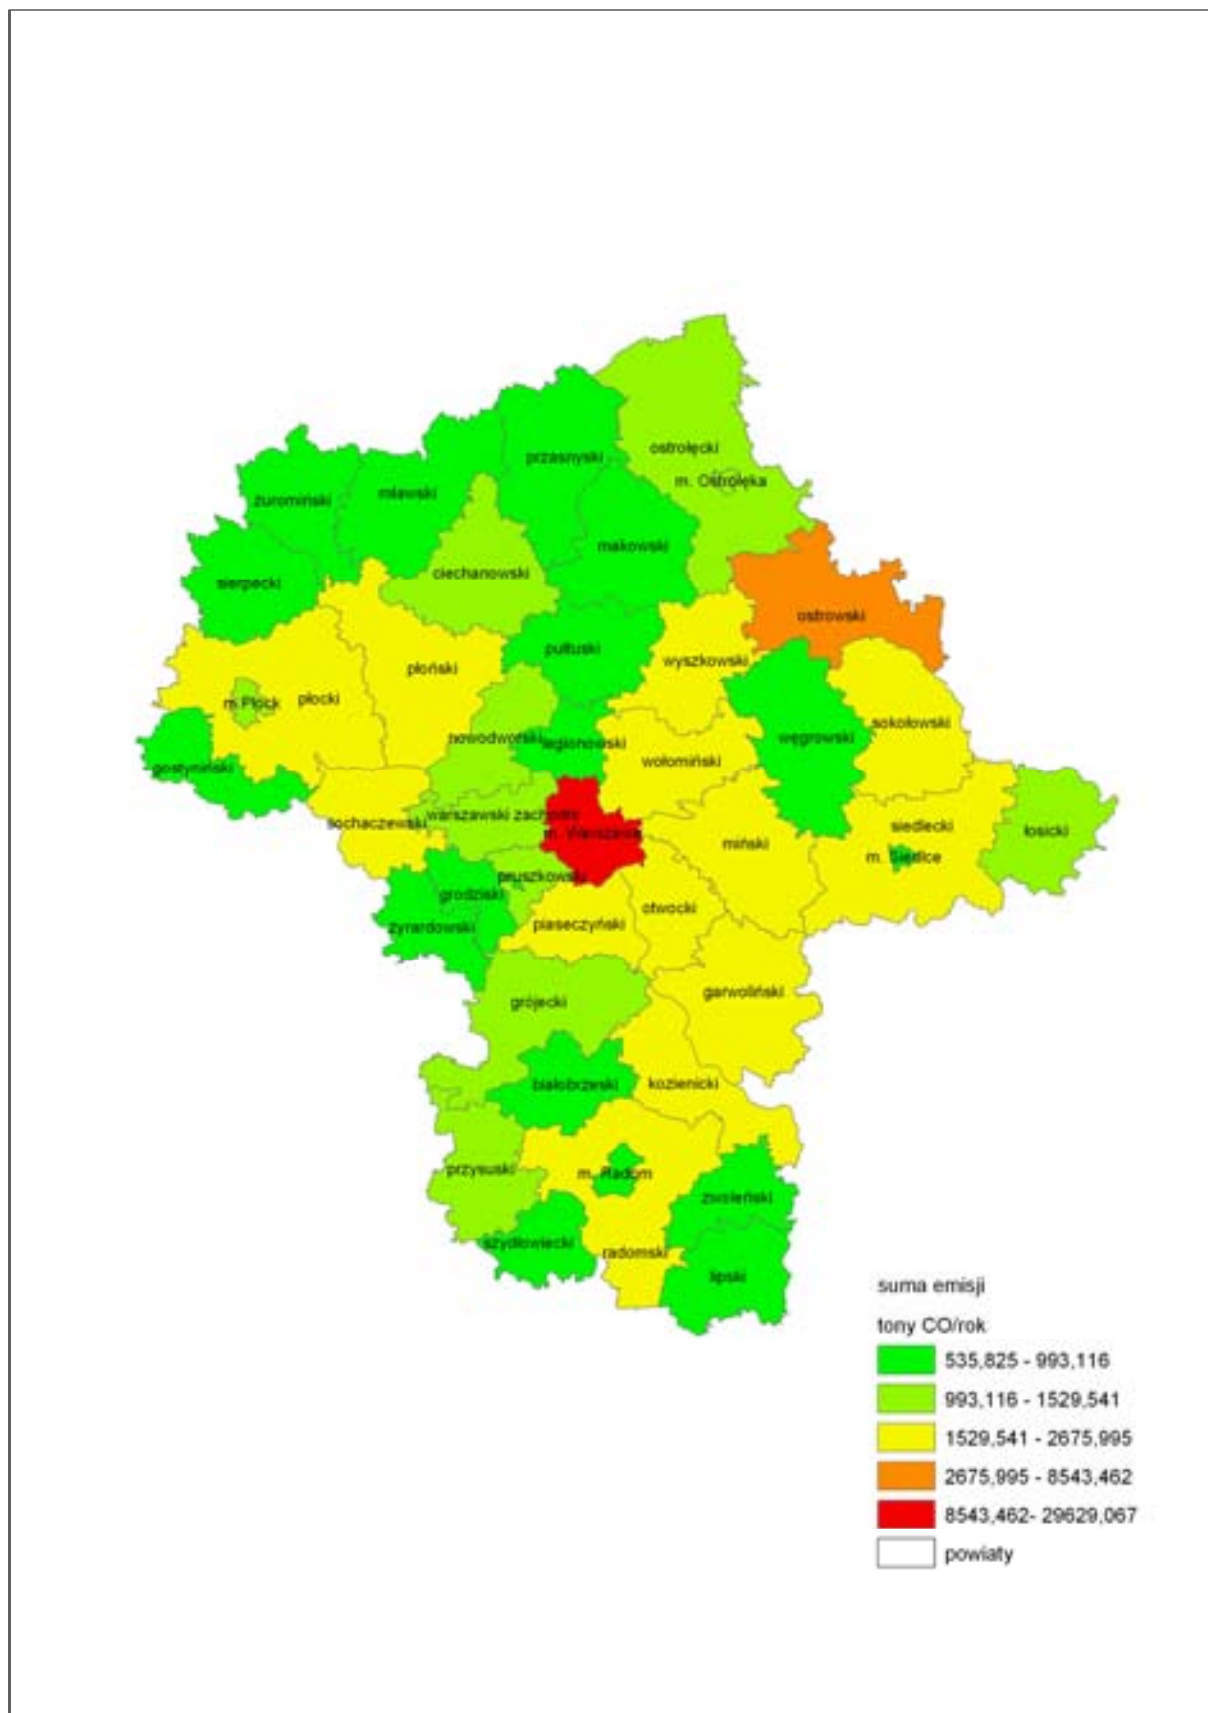 ostrołęcki
przasnyski
m. Ostrołęka
mławski
żuromiński
makowski
ciechanowski
sierpecki
ostrowski
pułtuski
wyszkowski
płoński
płocki
m.Płock
sokołowski
węgrowski
nowodworski
legionowski
wołomiński
gostyniński
sochaczewski
warszawski zachodni
m. Warszawa
siedlecki
łosicki
miński
m. Siedlce
pruszkowski
grodziski
otwocki
żyrardowski
piaseczyński
garwoliński
grójecki
białobrzeski
kozienicki
przysuski
m. Radom
zwoleński
szydłowiecki
radomski
lipski
suma emisji
tony CO/rok
535,825 - 993,116
993,116 - 1529,541
1529,541 - 2675,995
2675,995 - 8543,462
8543,462- 29629,067
powiaty